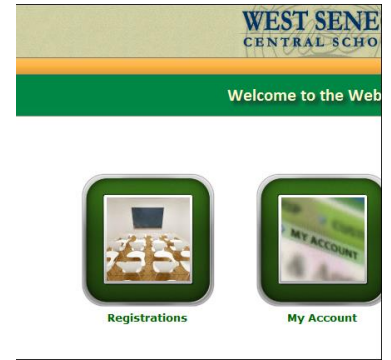 WEST SENE
CENTRAL SCHO
Welcome to the Web
MY ACCOUNT
Registrations
My Account